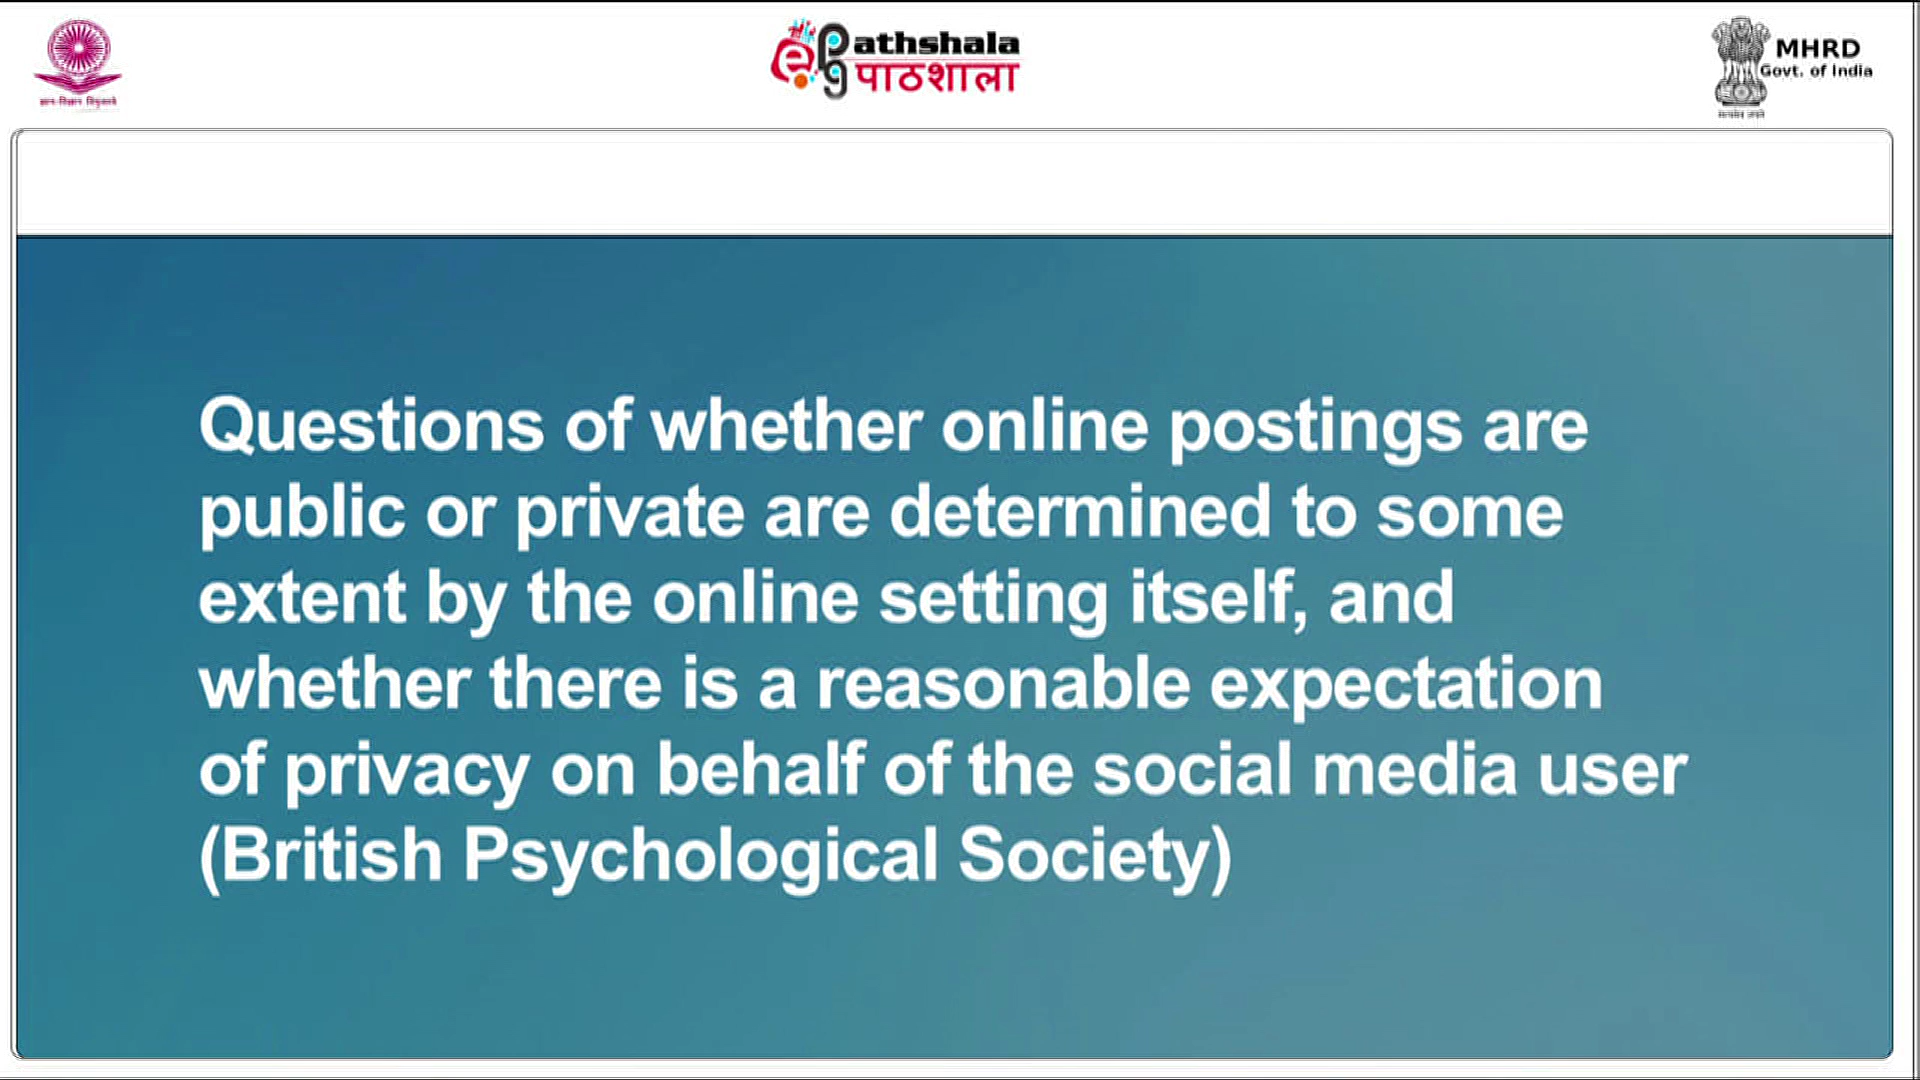 Pathshala
पाठशाला
MHRD
Govt. of India
Questions of whether online postings are
public or private are determined to some
extent by the online setting itself, and
whether there is a reasonable expectation
of privacy on behalf of the social media user
(British Psychological Society)